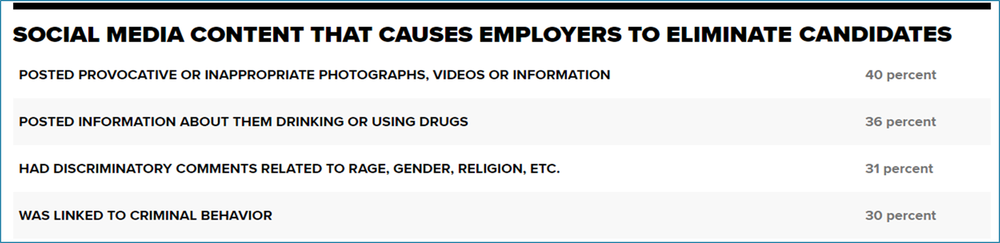 SOCIAL MEDIA CONTENT THAT CAUSES EMPLOYERS TO ELIMINATE CANDIDATES
POSTED PROVOCATIVE OR INAPPROPRIATE PHOTOGRAPHS, VIDEOS OR INFORMATION 40 percent
POSTED INFORMATION ABOUT THEM DRINKING OR USING DRUGS 36 percent
HAD DISCRIMINATORY COMMENTS RELATED TO RAGE, GENDER, RELIGION, ETC. 31 percent
WAS LINKED TO CRIMINAL BEHAVIOR 30 percent